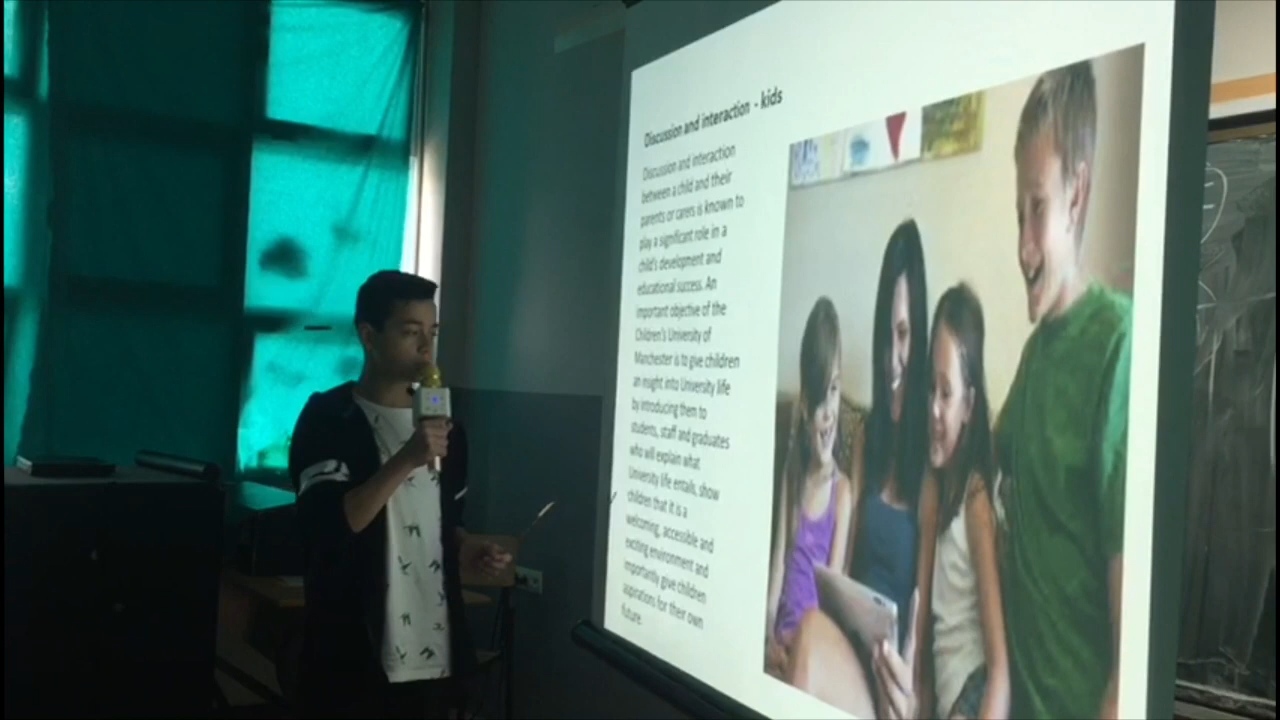 Discussion and interaction - kids
Discussion and interaction
between a child and their
parents or carers is known to
play a significant role in a
child's development and
educational success. An
important objective of the
Children's University of
Manchester is to give children
an insight into University life
by introducing them to
students, staff and graduates
who will explain what
University life entails, show
children that it is a
welcoming, accessible and
exciting environment and
importantly give children
aspirations for their own
future.